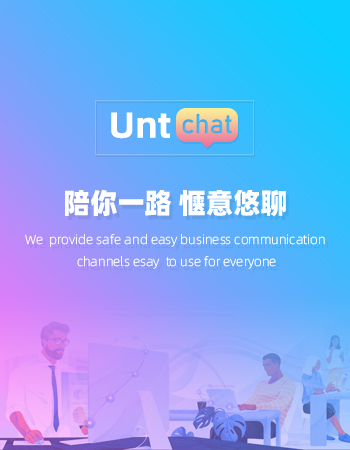 Unt chat
陪你一路 惬意悠聊
We provide safe and easy business communication
channels esay to use for everyone